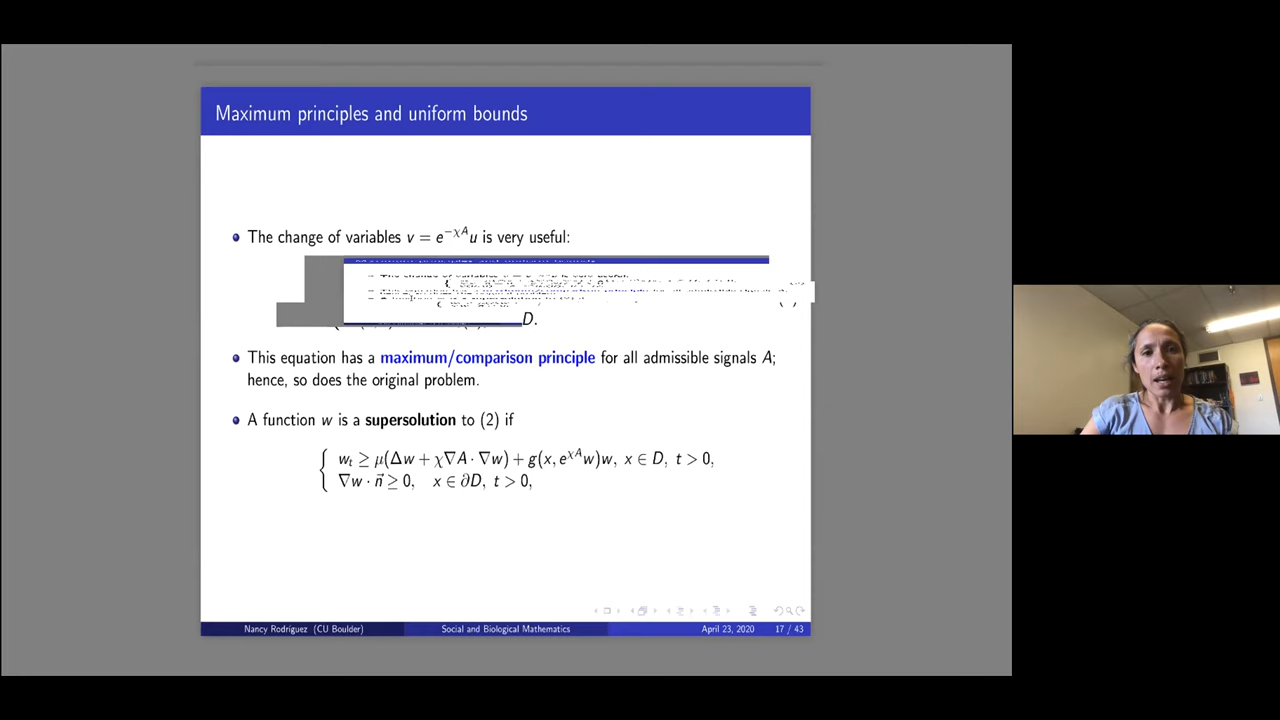 Maximum principles and uniform bounds
The change of variables v = e^{−χA}u is very useful:
D.
This equation has a maximum/comparison principle for all admissible signals A;
hence, so does the original problem.
A function w is a supersolution to (2) if
w_t ≥ μ(Δw + χ∇A · ∇w) + g(x, e^{χA}w)w, x ∈ D, t > 0,
∇w · n⃗ ≥ 0, x ∈ ∂D, t > 0,
Nancy Rodriguez (CU Boulder) Social and Biological Mathematics April 23, 2020 17 / 43